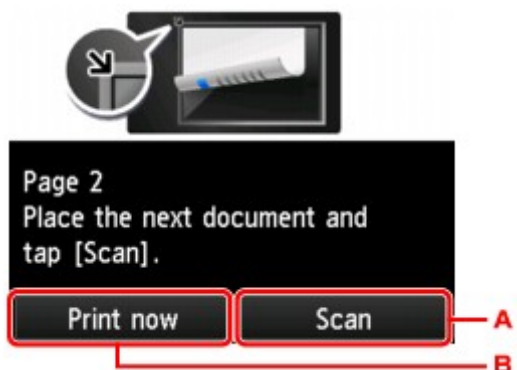 Page 2
Place the next document and
tap [Scan].
Print now
Scan
A
B